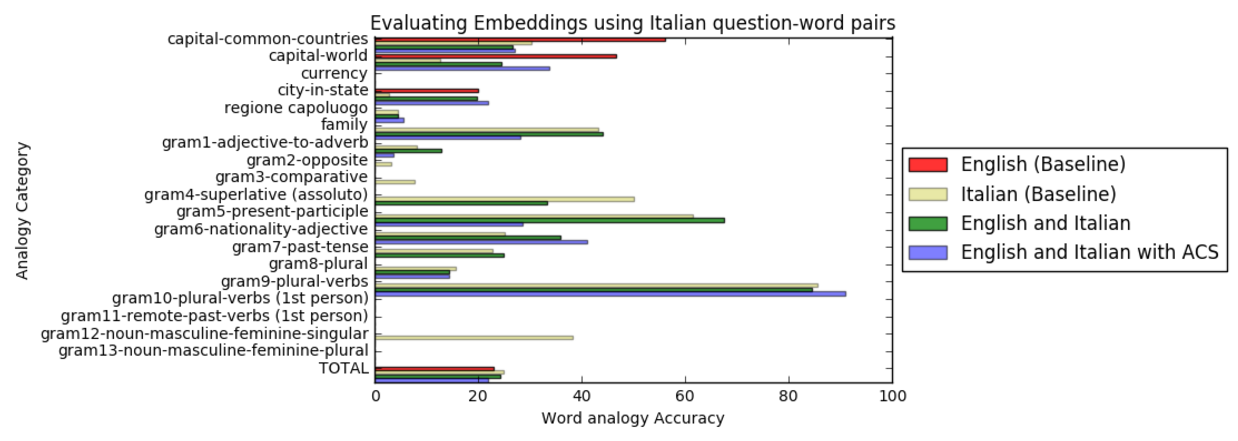 Evaluating Embeddings using Italian question-word pairs
capital-common-countries
capital-world
currency
city-in-state
regione capoluogo
family
gram1-adjective-to-adverb
gram2-opposite
gram3-comparative
gram4-superlative (assoluto)
gram5-present-participle
gram6-nationality-adjective
gram7-past-tense
gram8-plural
gram9-plural-verbs
gram10-plural-verbs (1st person)
gram11-remote-past-verbs (1st person)
gram12-noun-masculine-feminine-singular
gram13-noun-masculine-feminine-plural
TOTAL
Analogy Category
0 20 40 60 80 100
Word analogy Accuracy
English (Baseline)
Italian (Baseline)
English and Italian
English and Italian with ACS